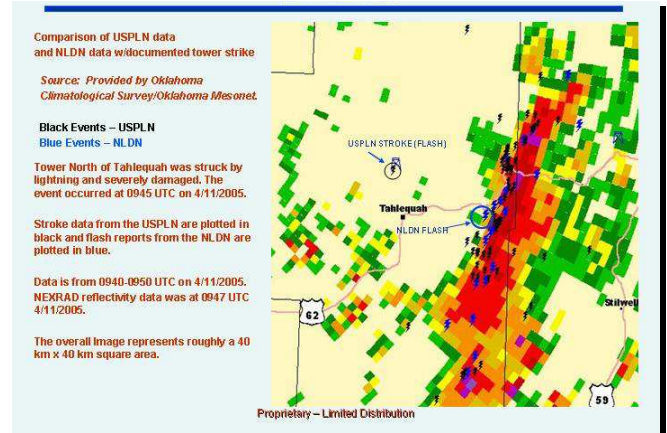 Comparison of USPLN data
and NLDN data w/documented tower strike
Source: Provided by Oklahoma
Climatological Survey/Oklahoma Mesonet.
Black Events – USPLN
Blue Events – NLDN
Tower North of Tahlequah was struck by
lightning and severely damaged. The
event occurred at 0945 UTC on 4/11/2005.
Stroke data from the USPLN are plotted in
black and flash reports from the NLDN are
plotted in blue.
Data is from 0940-0950 UTC on 4/11/2005.
NEXRAD reflectivity data was at 0947 UTC
4/11/2005.
The overall Image represents roughly a 40
km x 40 km square area.
USPLN STROKE (FLASH)
Tahlequah
NLDN FLASH
62
Stilwell
59
Proprietary – Limited Distribution